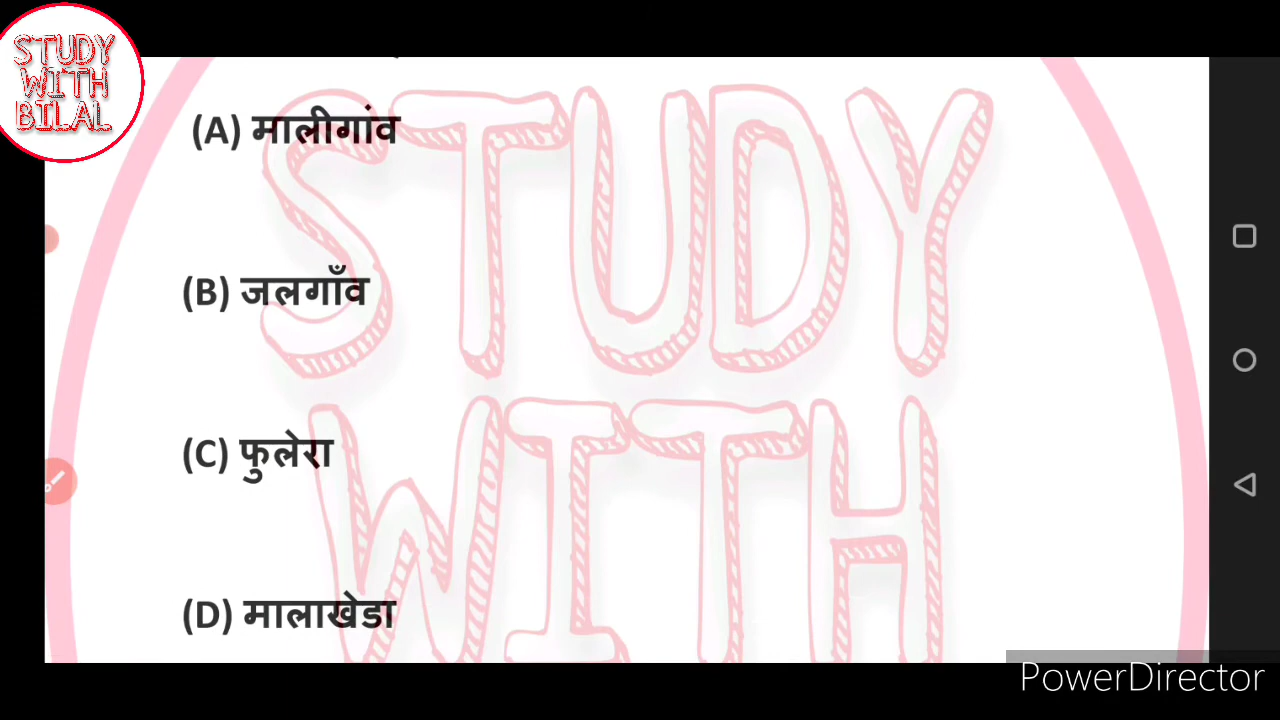 STUDY
WITH
BILAL
(A) मालीगांव
(B) जलगाँव
(C) फुलेरा
(D) मालाखेडा
STUDY
WITH
PowerDirector